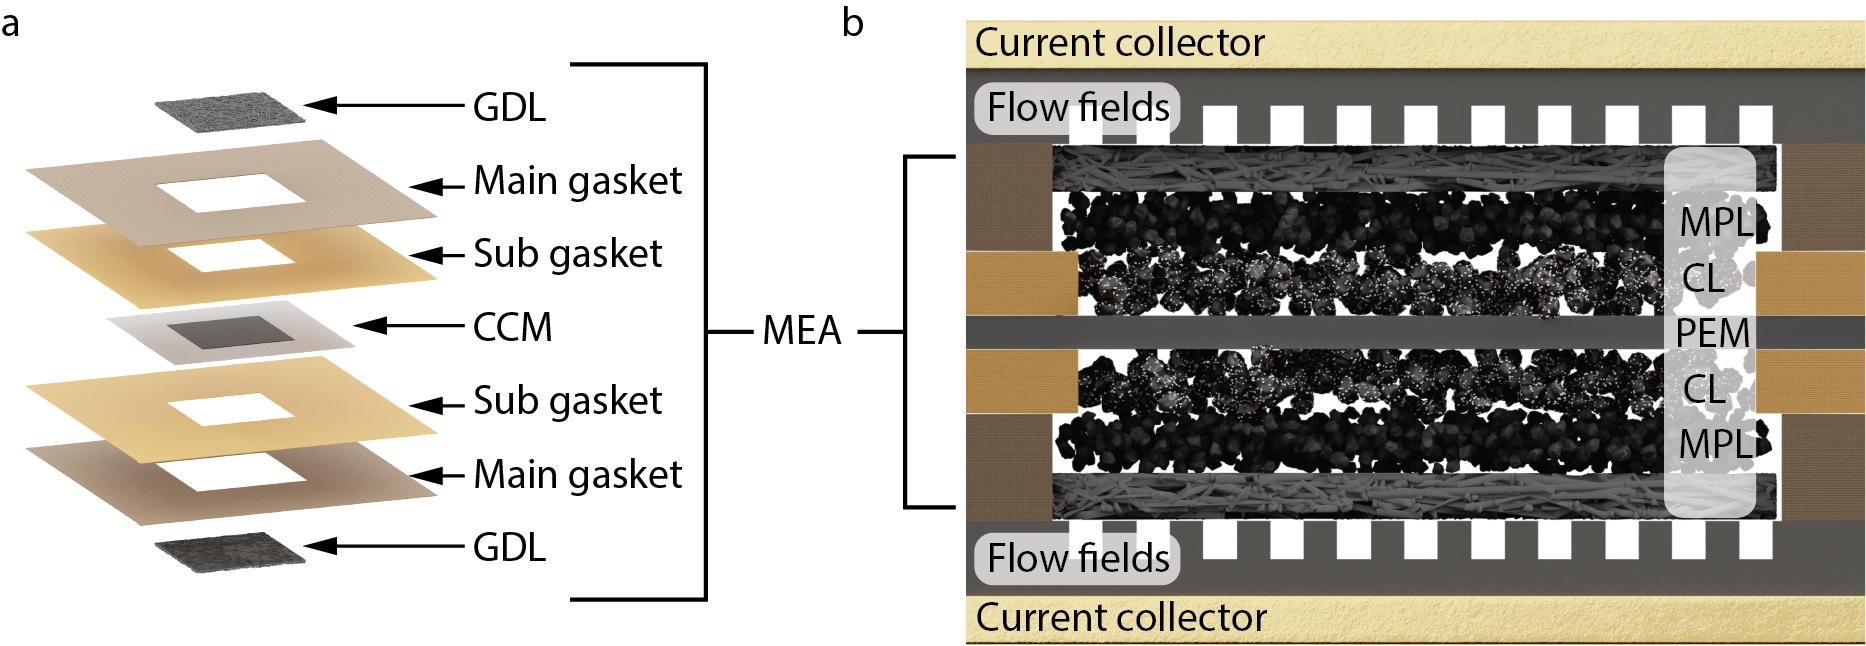 a
GDL
Main gasket
Sub gasket
CCM
Sub gasket
Main gasket
GDL
MEA
b
Current collector
Flow fields
MPL
CL
PEM
CL
MPL
Flow fields
Current collector